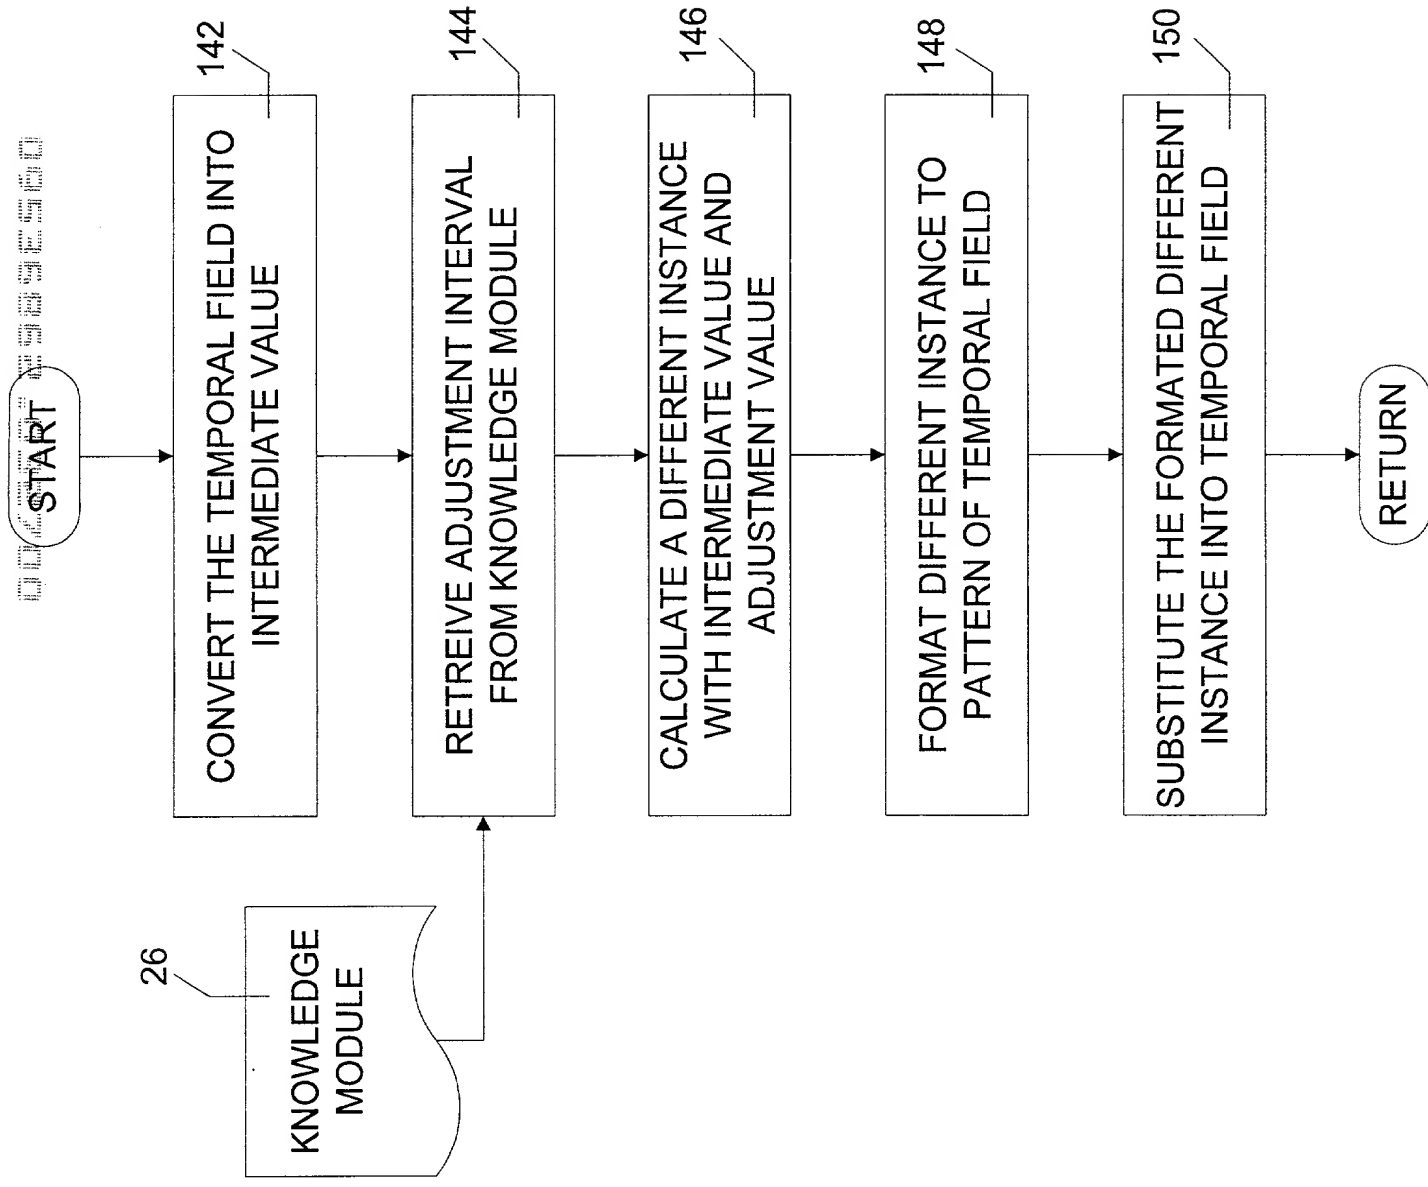 START
142
CONVERT THE TEMPORAL FIELD INTO
INTERMEDIATE VALUE
26
KNOWLEDGE
MODULE
144
RETREIVE ADJUSTMENT INTERVAL
FROM KNOWLEDGE MODULE
146
CALCULATE A DIFFERENT INSTANCE
WITH INTERMEDIATE VALUE AND
ADJUSTMENT VALUE
148
FORMAT DIFFERENT INSTANCE TO
PATTERN OF TEMPORAL FIELD
150
SUBSTITUTE THE FORMATED DIFFERENT
INSTANCE INTO TEMPORAL FIELD
RETURN